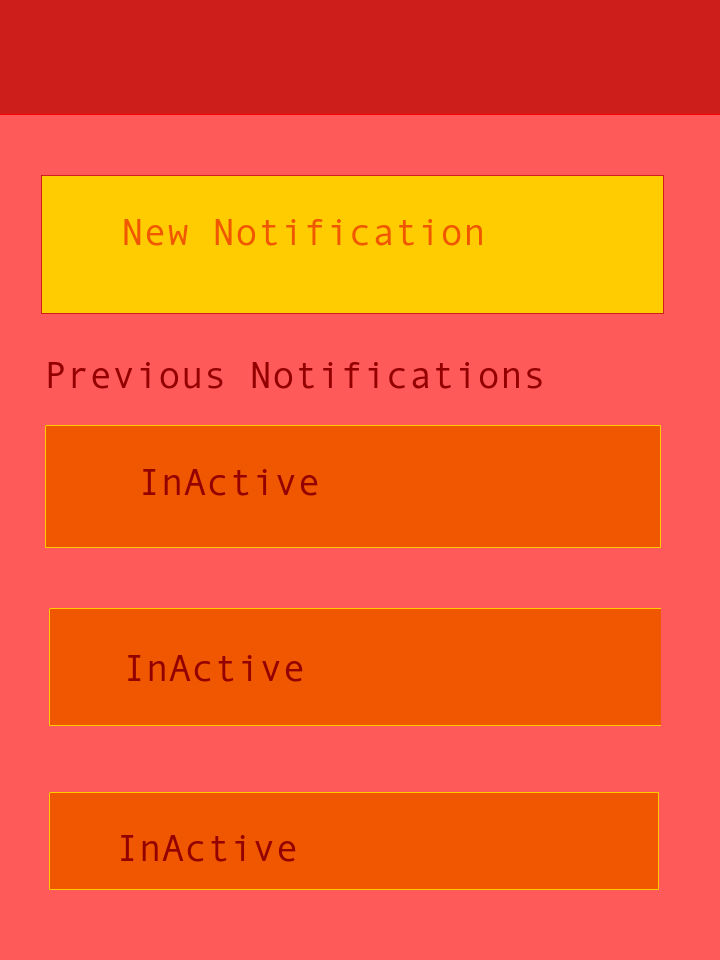 New Notification
Previous Notifications
InActive
InActive
InActive